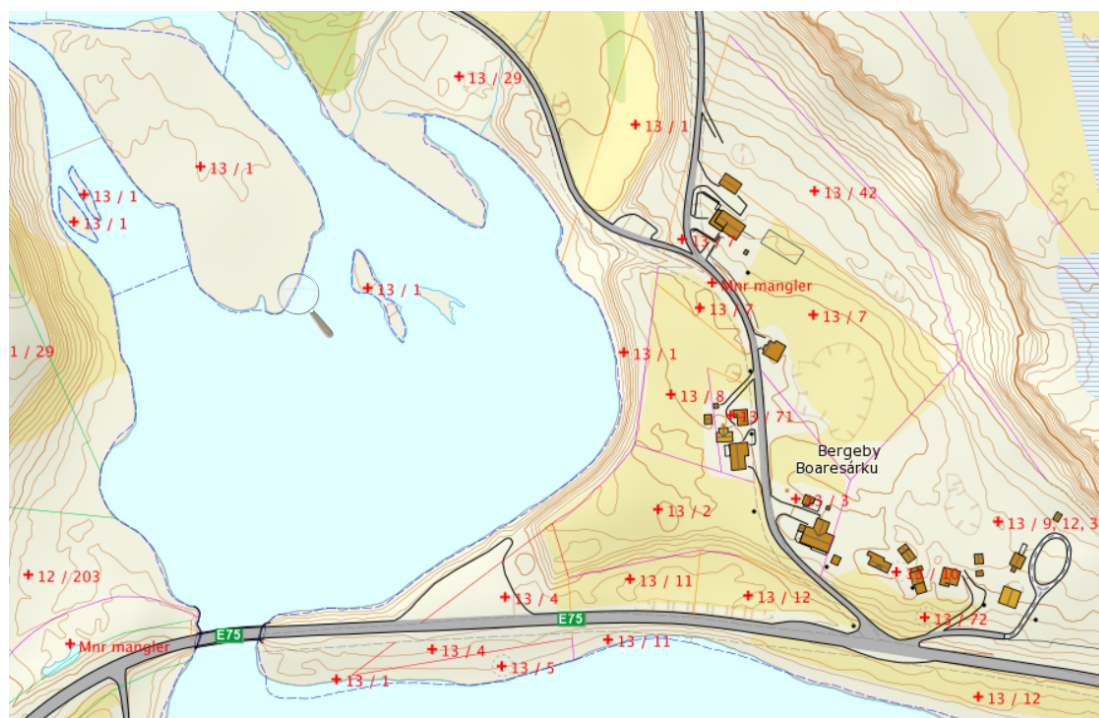 13 / 29
13 / 1
13 / 1
13 / 1
13 / 42
13 / 1
13 / 7
Mnr mangler
13 / 1
13 / 7
13 / 7
1 / 29
13 / 1
13 / 8
13 / 71
Bergeby
Boaresárku
13 / 3
13 / 2
13 / 9, 12, 3
12 / 203
13 / 11
13 / 10
13 / 4
13 / 12
E75
13 / 72
E75
Mnr mangler
13 / 4
13 / 11
13 / 5
13 / 1
13 / 12